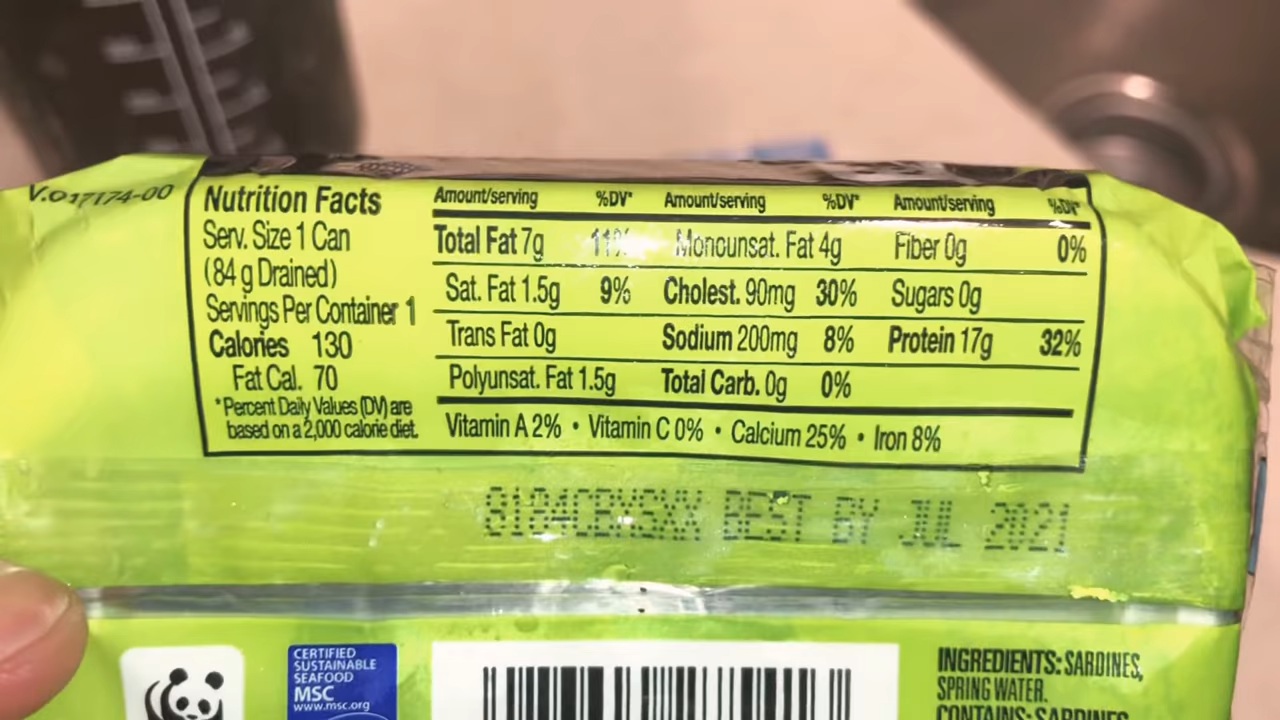 V.017174-00
Nutrition Facts
Serv. Size 1 Can
(84 g Drained)
Servings Per Container 1
Calories 130
Fat Cal. 70
*Percent Daily Values (DV) are
based on a 2,000 calorie diet.
Amount/serving %DV* Amount/serving %DV* Amount/serving %DV*
Total Fat 7g 11% Monounsat. Fat 4g Fiber 0g 0%
Sat. Fat 1.5g 9% Cholest. 90mg 30% Sugars 0g
Trans Fat 0g Sodium 200mg 8% Protein 17g 32%
Polyunsat. Fat 1.5g Total Carb. 0g 0%
Vitamin A 2% • Vitamin C 0% • Calcium 25% • Iron 8%
BEST BY JUL 2021
CERTIFIED
SUSTAINABLE
SEAFOOD
MSC
www.msc.org
INGREDIENTS: SARDINES,
SPRING WATER.
CONTAINS: SARDINES